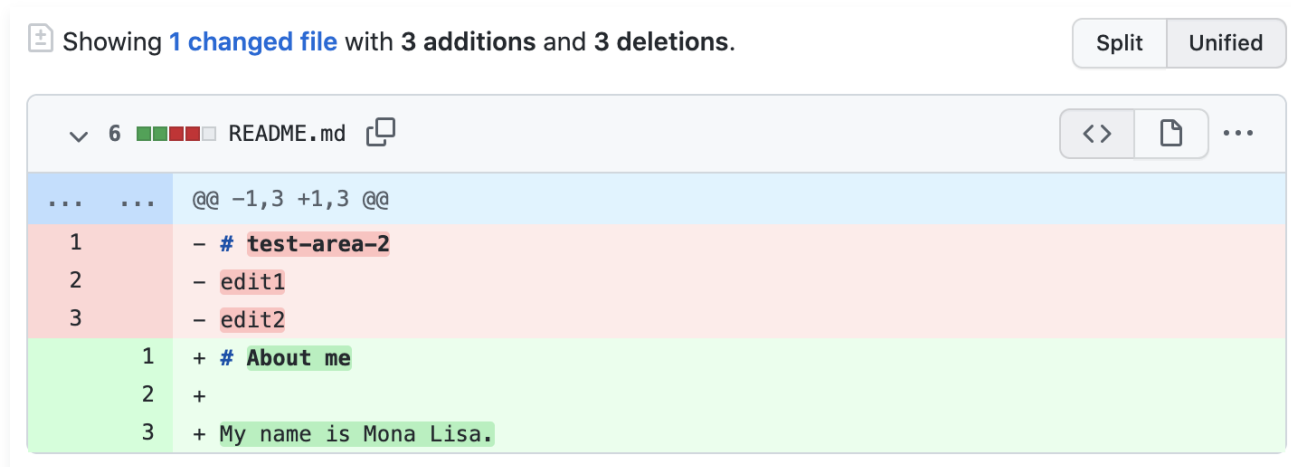 Showing 1 changed file with 3 additions and 3 deletions.
Split Unified
6 README.md
... ... @@ -1,3 +1,3 @@
1 - # test-area-2
2 - edit1
3 - edit2
1 + # About me
2 +
3 + My name is Mona Lisa.